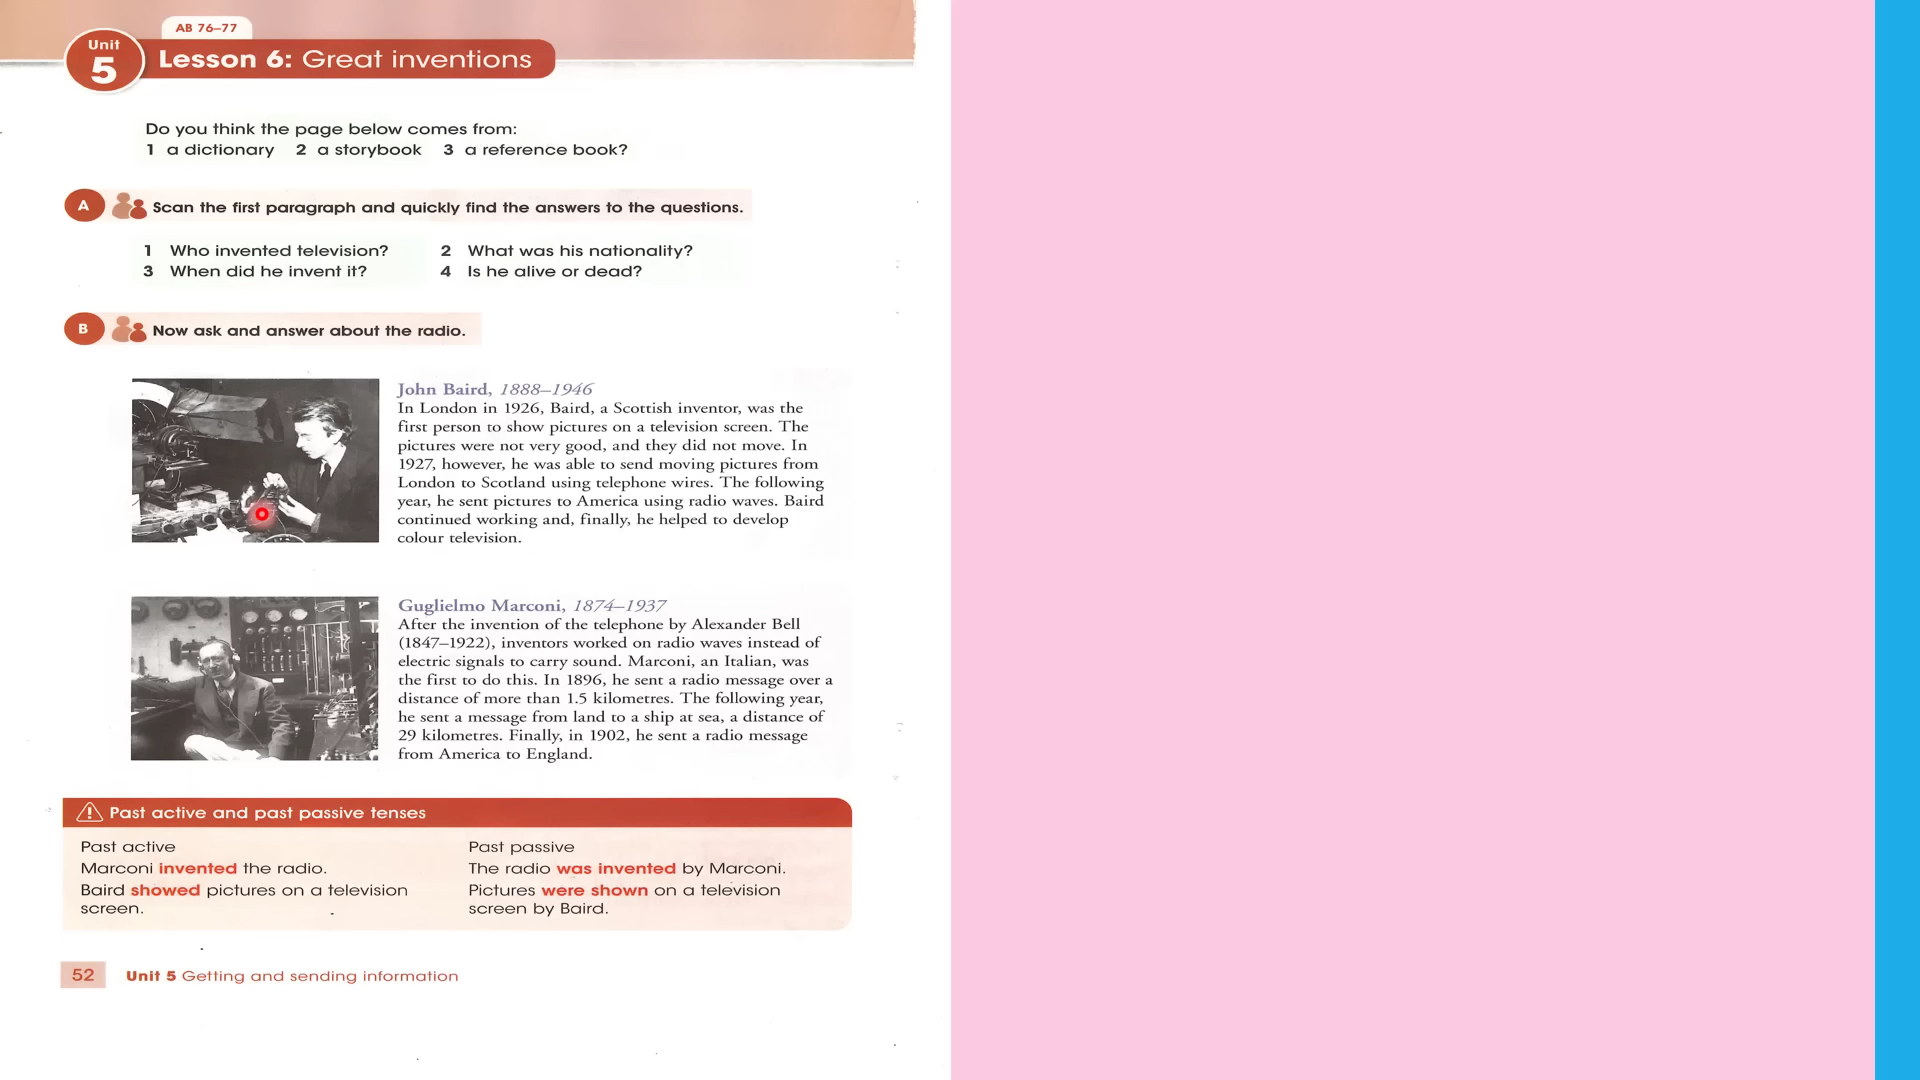 AB 76–77
Unit
5
Lesson 6: Great inventions
Do you think the page below comes from:
1 a dictionary 2 a storybook 3 a reference book?
A Scan the first paragraph and quickly find the answers to the questions.
1 Who invented television? 2 What was his nationality?
3 When did he invent it? 4 Is he alive or dead?
B Now ask and answer about the radio.
John Baird, 1888–1946
In London in 1926, Baird, a Scottish inventor, was the
first person to show pictures on a television screen. The
pictures were not very good, and they did not move. In
1927, however, he was able to send moving pictures from
London to Scotland using telephone wires. The following
year, he sent pictures to America using radio waves. Baird
continued working and, finally, he helped to develop
colour television.
Guglielmo Marconi, 1874–1937
After the invention of the telephone by Alexander Bell
(1847–1922), inventors worked on radio waves instead of
electric signals to carry sound. Marconi, an Italian, was
the first to do this. In 1896, he sent a radio message over a
distance of more than 1.5 kilometres. The following year,
he sent a message from land to a ship at sea, a distance of
29 kilometres. Finally, in 1902, he sent a radio message
from America to England.
Past active and past passive tenses
Past active
Marconi invented the radio.
Baird showed pictures on a television
screen.
Past passive
The radio was invented by Marconi.
Pictures were shown on a television
screen by Baird.
52 Unit 5 Getting and sending information